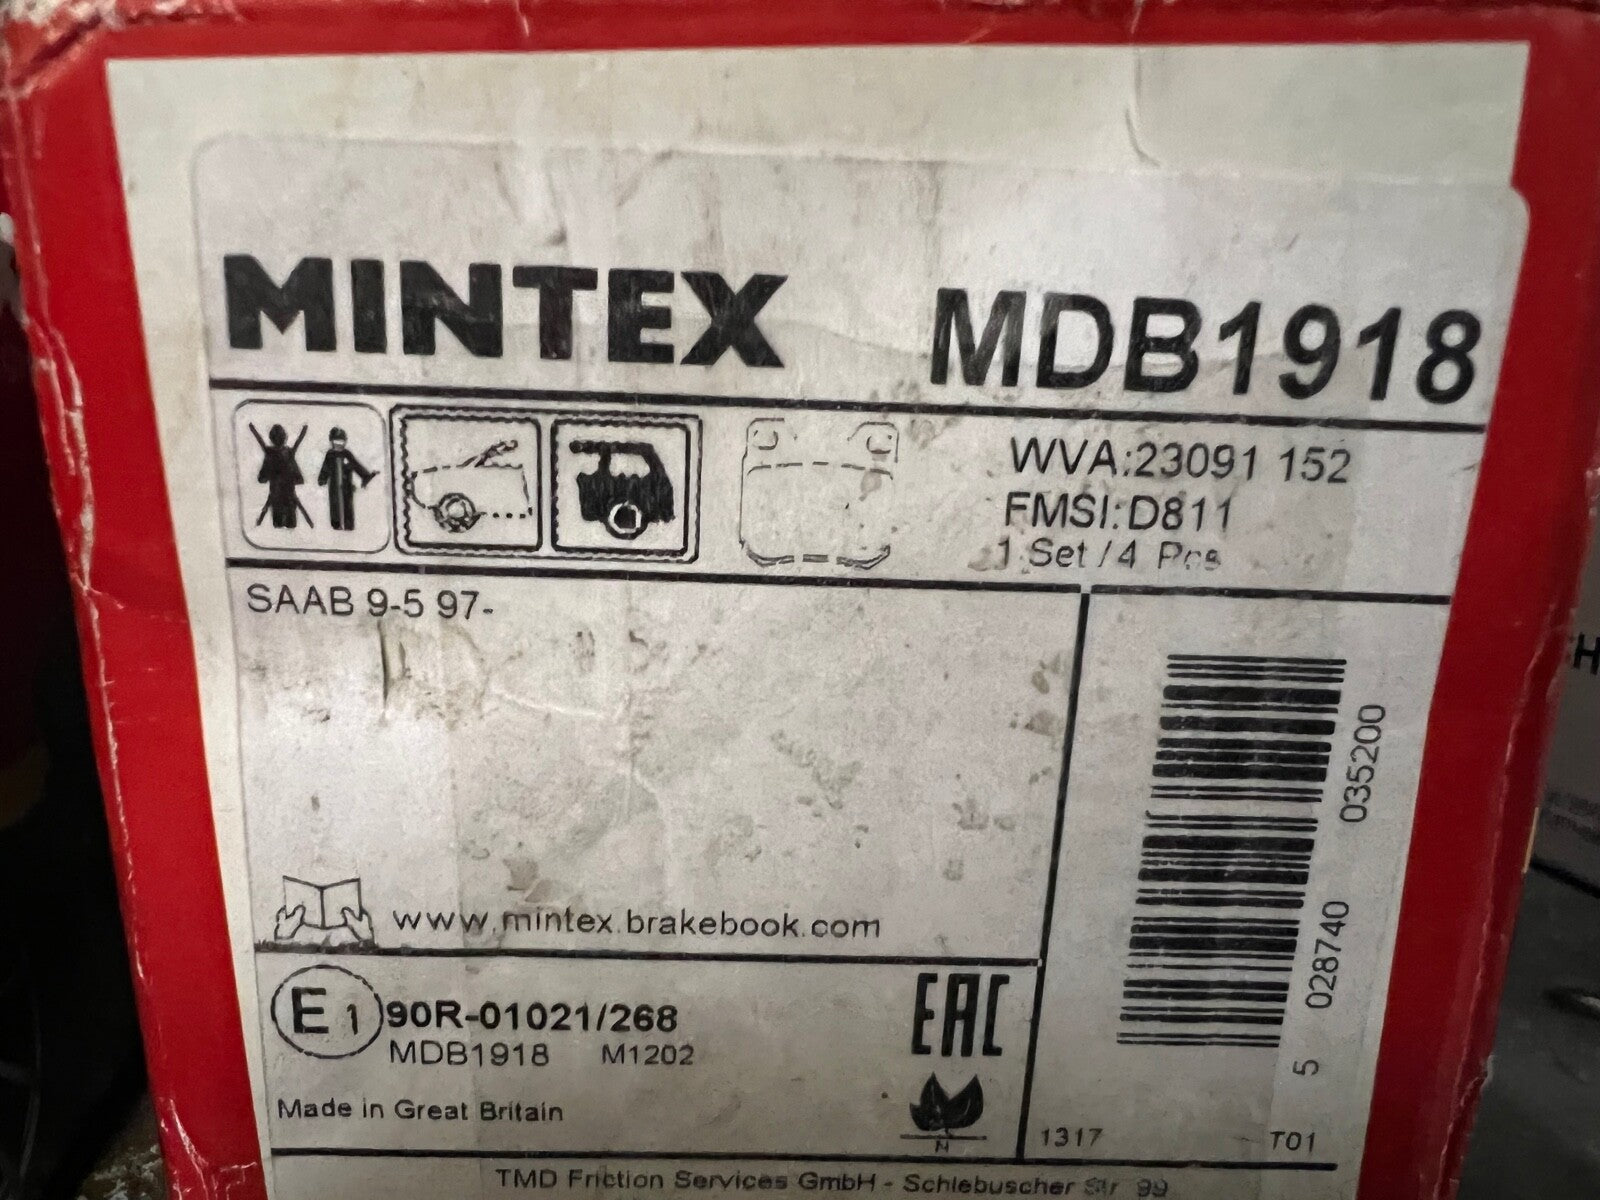 MINTEX MDB1918
WVA:23091 152
FMSI:D811
1 Set / 4 Pcs
SAAB 9-5 97-
www.mintex.brakebook.com
E 1 90R-01021/268
MDB1918 M1202
EAC
Made in Great Britain
N
1317 T01
5 028740 035200
TMD Friction Services GmbH - Schlebuscher Str 99
H